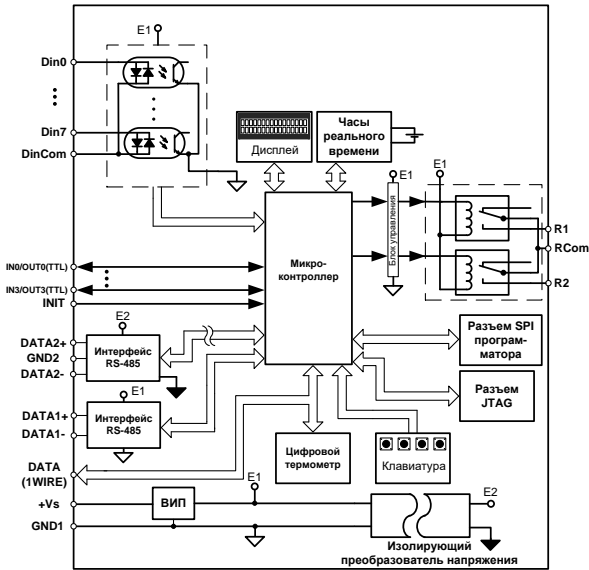 E1
Din0
Din7
DinCom
Дисплей
Часы
реального
времени
E1
E1
Микро-
контроллер
Блок управления
R1
RCom
R2
IN0/OUT0(TTL)
IN3/OUT3(TTL)
INIT
E2
DATA2+
GND2
DATA2-
Интерфейс
RS-485
E1
DATA1+
DATA1-
Интерфейс
RS-485
Разъем SPI
програм-
матора
Разъем
JTAG
Цифровой
термометр
Клавиатура
DATA
(1WIRE)
+Vs
GND1
ВИП
E1
E2
Изолирующий
преобразователь напряжения